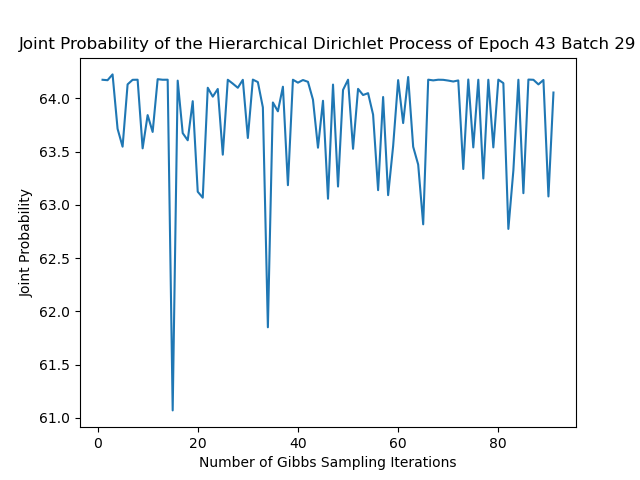 Joint Probability of the Hierarchical Dirichlet Process of Epoch 43 Batch 29
64.0
63.5
63.0
62.5
62.0
61.5
61.0
Joint Probability
0 20 40 60 80
Number of Gibbs Sampling Iterations